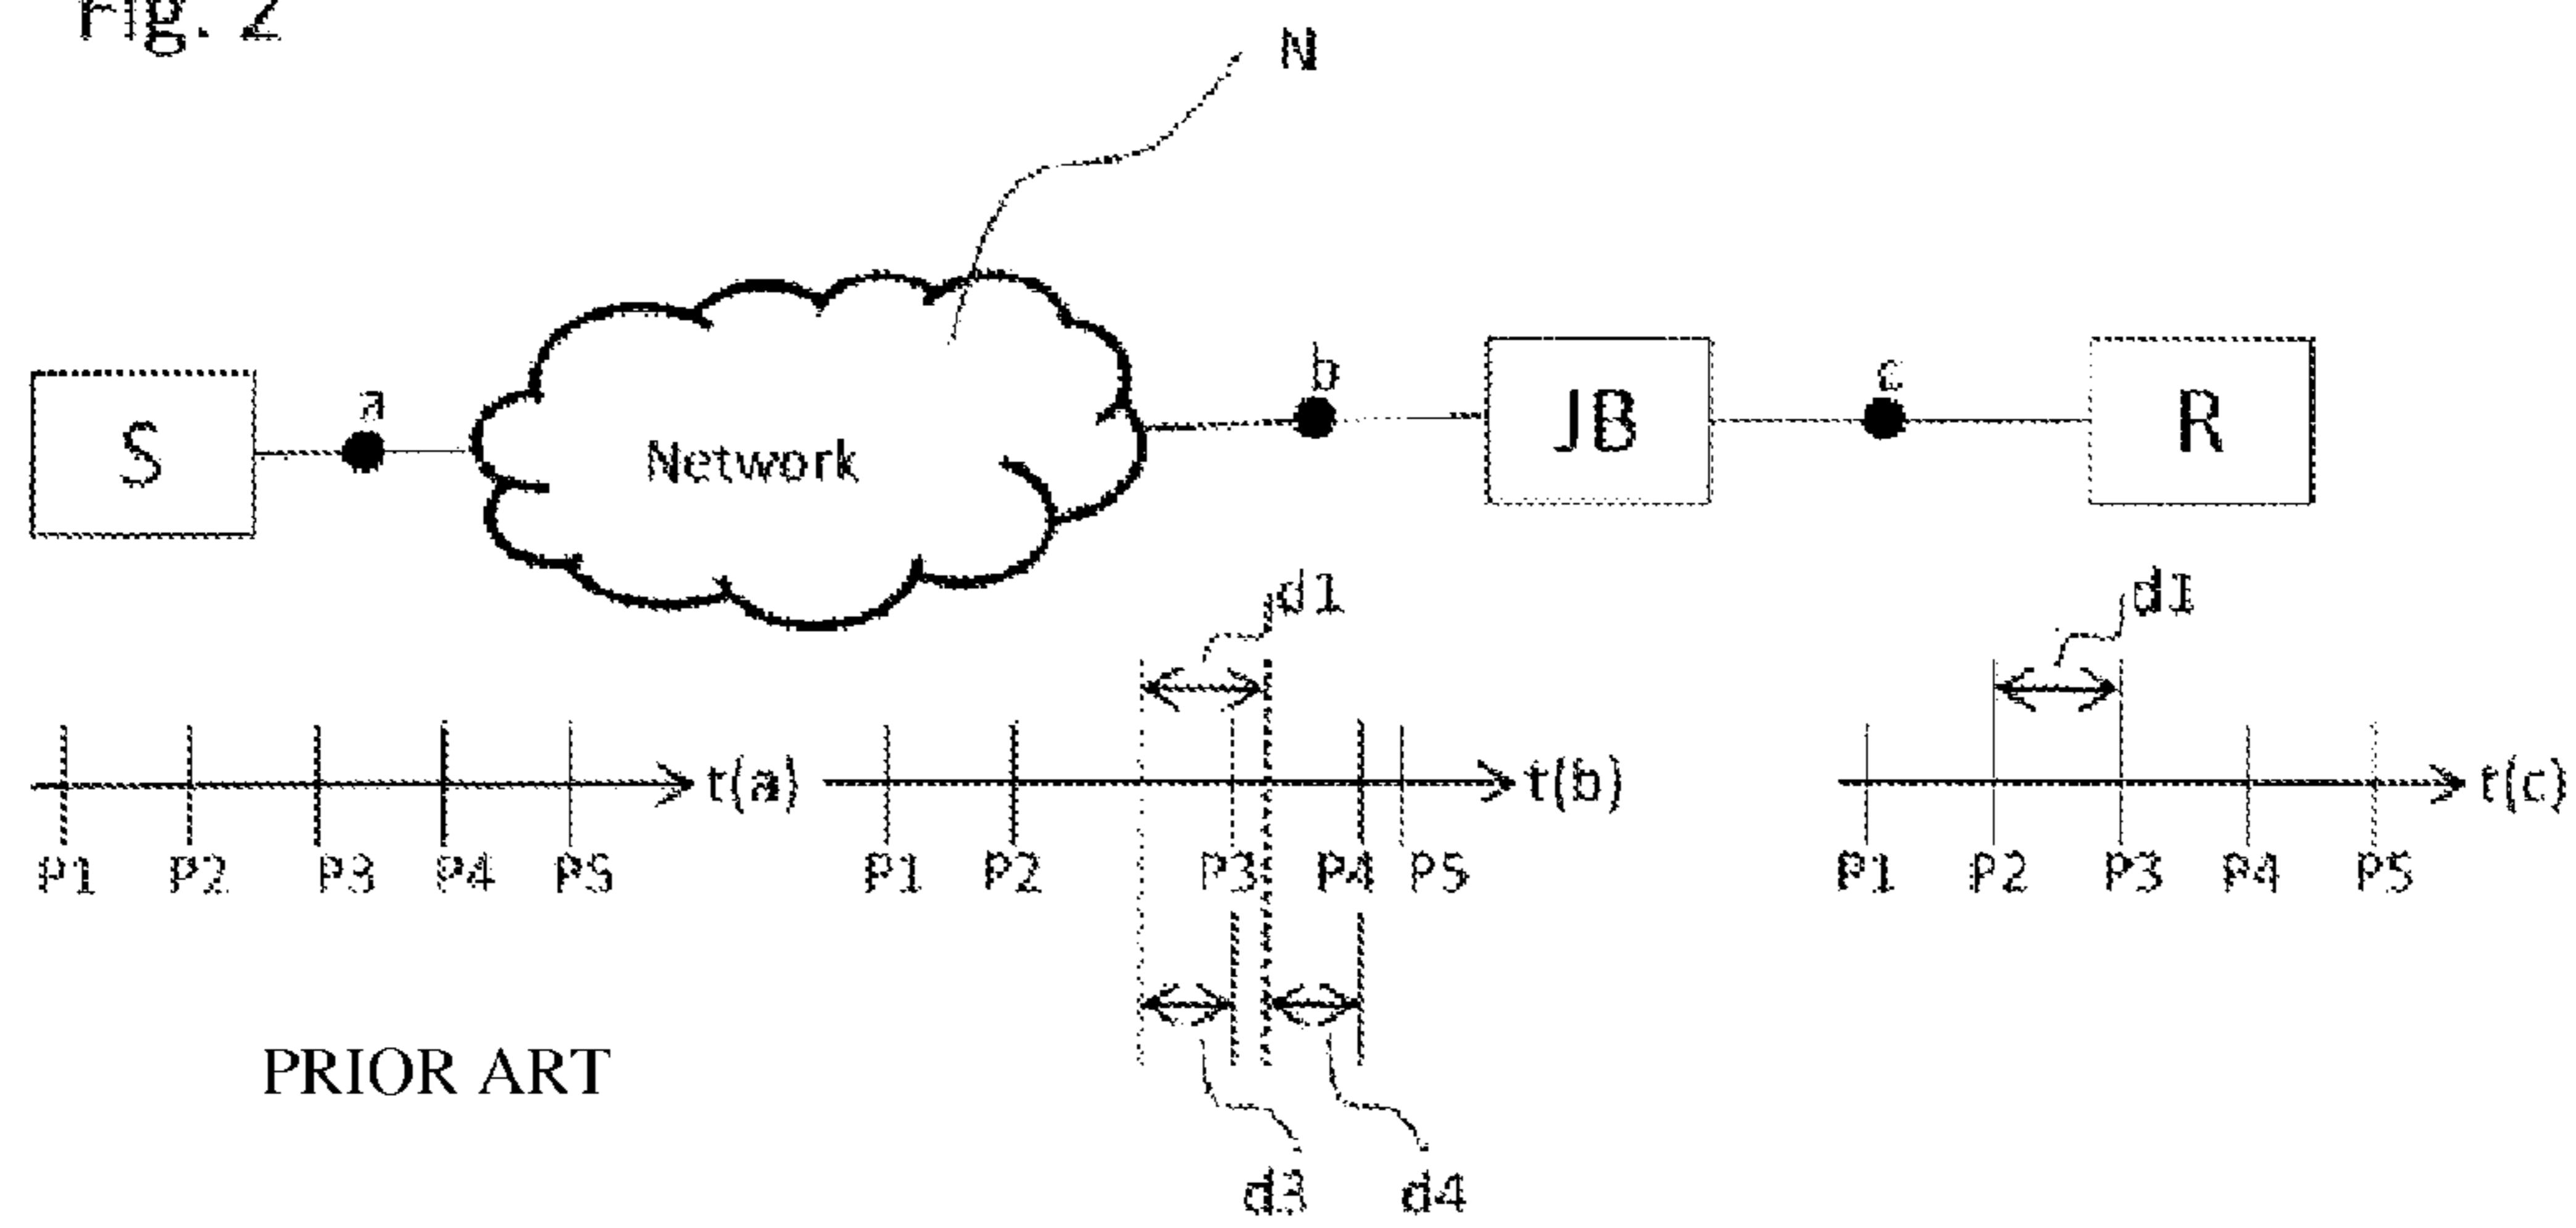 Fig. 2
N
S
a
Network
b
JB
c
R
d1
d1
P1 P2 P3 P4 P5 t(a)
P1 P2 P3 P4 P5 t(b)
P1 P2 P3 P4 P5 t(c)
PRIOR ART
d3 d4